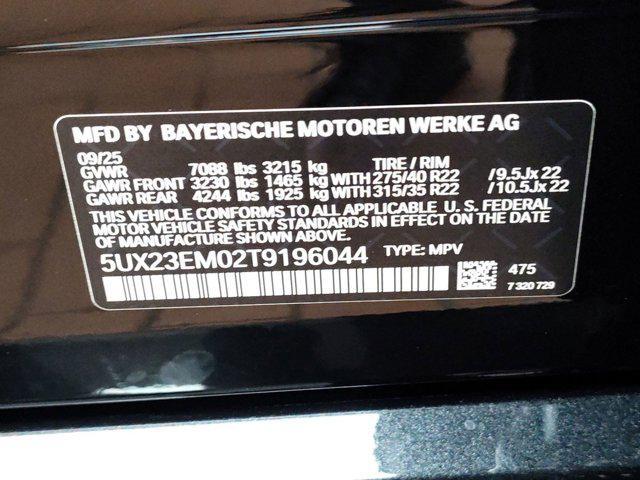 MFD BY BAYERISCHE MOTOREN WERKE AG
09/25
GVWR 7088 lbs 3215 kg TIRE / RIM
GAWR FRONT 3230 lbs 1465 kg WITH 275/40 R22 /9.5Jx 22
GAWR REAR 4244 lbs 1925 kg WITH 315/35 R22 /10.5Jx 22
THIS VEHICLE CONFORMS TO ALL APPLICABLE U. S. FEDERAL
MOTOR VEHICLE SAFETY STANDARDS IN EFFECT ON THE DATE
OF MANUFACTURE SHOWN ABOVE.
5UX23EM02T9196044 TYPE: MPV
475
7 320 729